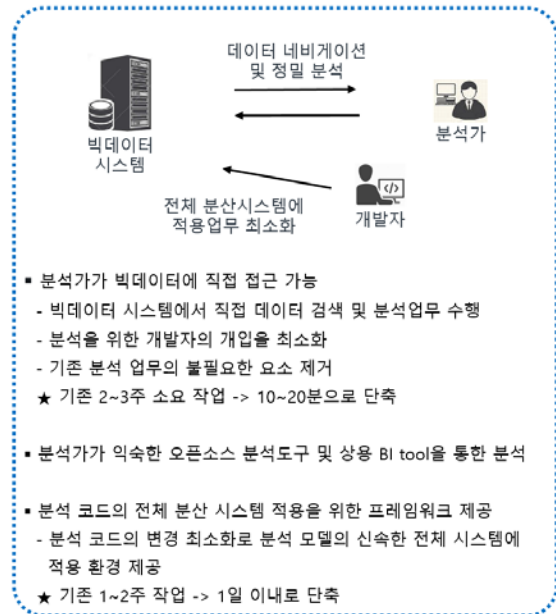 데이터 네비게이션
및 정밀 분석
빅데이터
시스템
분석가
전체 분산시스템에
적용업무 최소화
개발자
▪ 분석가가 빅데이터에 직접 접근 가능
- 빅데이터 시스템에서 직접 데이터 검색 및 분석업무 수행
- 분석을 위한 개발자의 개입을 최소화
- 기존 분석 업무의 불필요한 요소 제거
★ 기존 2~3주 소요 작업 -> 10~20분으로 단축
▪ 분석가가 익숙한 오픈소스 분석도구 및 상용 BI tool을 통한 분석
▪ 분석 코드의 전체 분산 시스템 적용을 위한 프레임워크 제공
- 분석 코드의 변경 최소화로 분석 모델의 신속한 전체 시스템에
적용 환경 제공
★ 기존 1~2주 작업 -> 1일 이내로 단축